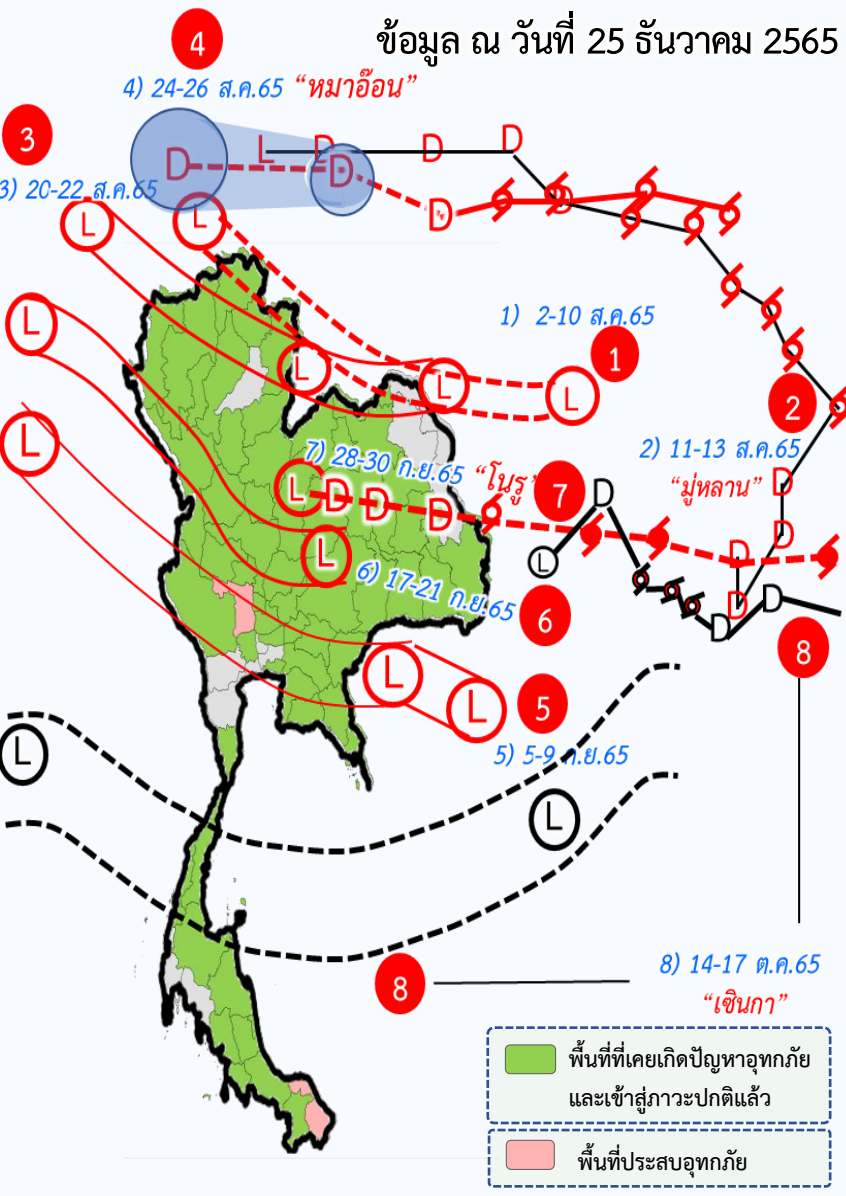 ข้อมูล ณ วันที่ 25 ธันวาคม 2565
4
4) 24-26 ส.ค.65 “หมาอ๊อน”
3
L D D D
D D
3) 20-22 ส.ค.65
D
L L
1) 2-10 ส.ค.65
L
1
L L L
2
2) 11-13 ส.ค.65
“มู่หลาน”
L
7) 28-30 ก.ย.65 “โนรู”
7
D
L D D D
D
D
L
D
L
6) 17-21 ก.ย.65
6
D D D
8
L
L
5
5) 5-9 ก.ย.65
L
L
8
8) 14-17 ต.ค.65
“เซินกา”
พื้นที่ที่เคยเกิดปัญหาอุทกภัย
และเข้าสู่ภาวะปกติแล้ว
พื้นที่ประสบอุทกภัย